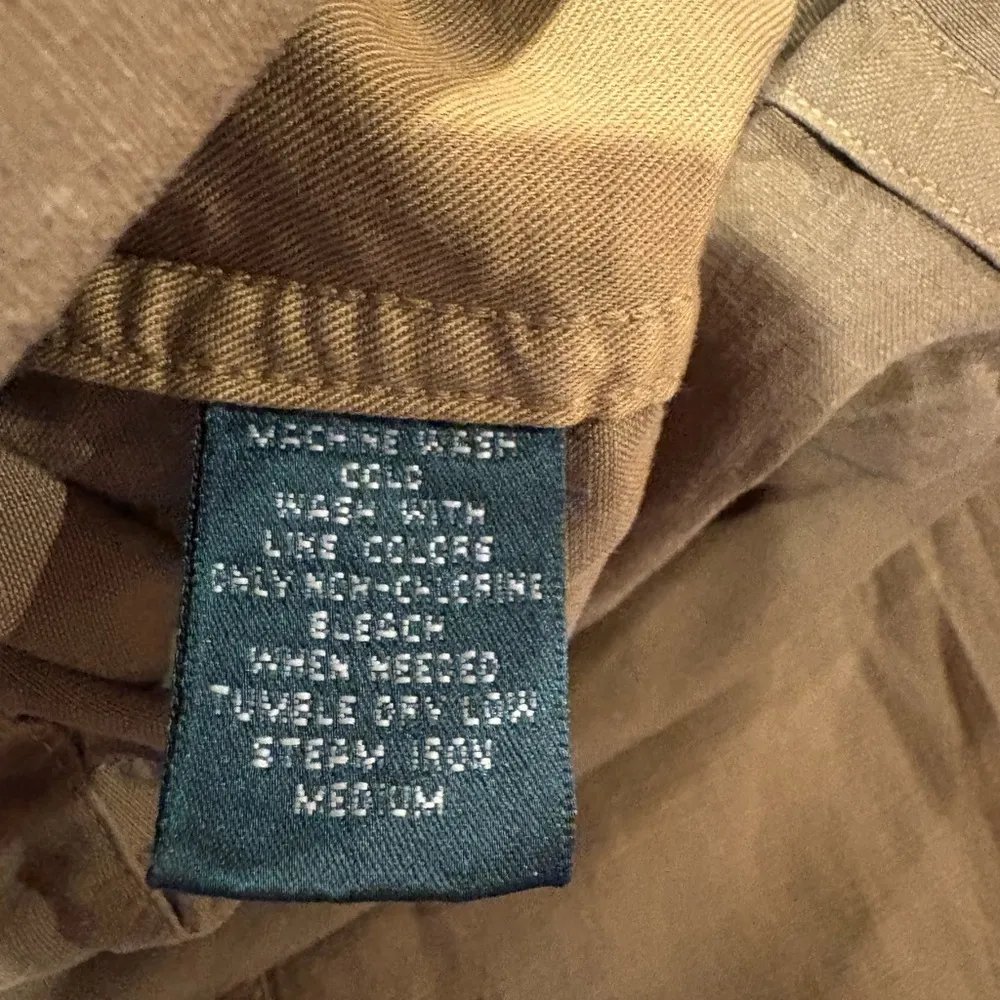 MACHINE WASH
COLD
WASH WITH
LIKE COLORS
ONLY NON-CHLORINE
BLEACH
WHEN NEEDED
TUMBLE DRY LOW
STEAM IRON
MEDIUM